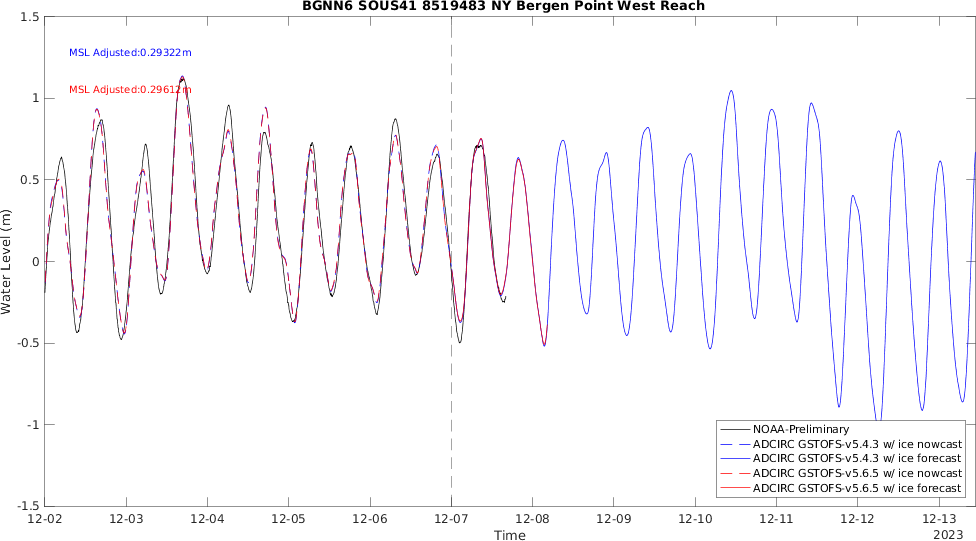 BGNN6 SOUS41 8519483 NY Bergen Point West Reach
1.5
MSL Adjusted:0.29322m
1
MSL Adjusted:0.29612m
0.5
0
Water Level (m)
-0.5
-1
-1.5
NOAA-Preliminary
ADCIRC GSTOFS-v5.4.3 w/ ice nowcast
ADCIRC GSTOFS-v5.4.3 w/ ice forecast
ADCIRC GSTOFS-v5.6.5 w/ ice nowcast
ADCIRC GSTOFS-v5.6.5 w/ ice forecast
12-02 12-03 12-04 12-05 12-06 12-07 12-08 12-09 12-10 12-11 12-12 12-13
Time
2023